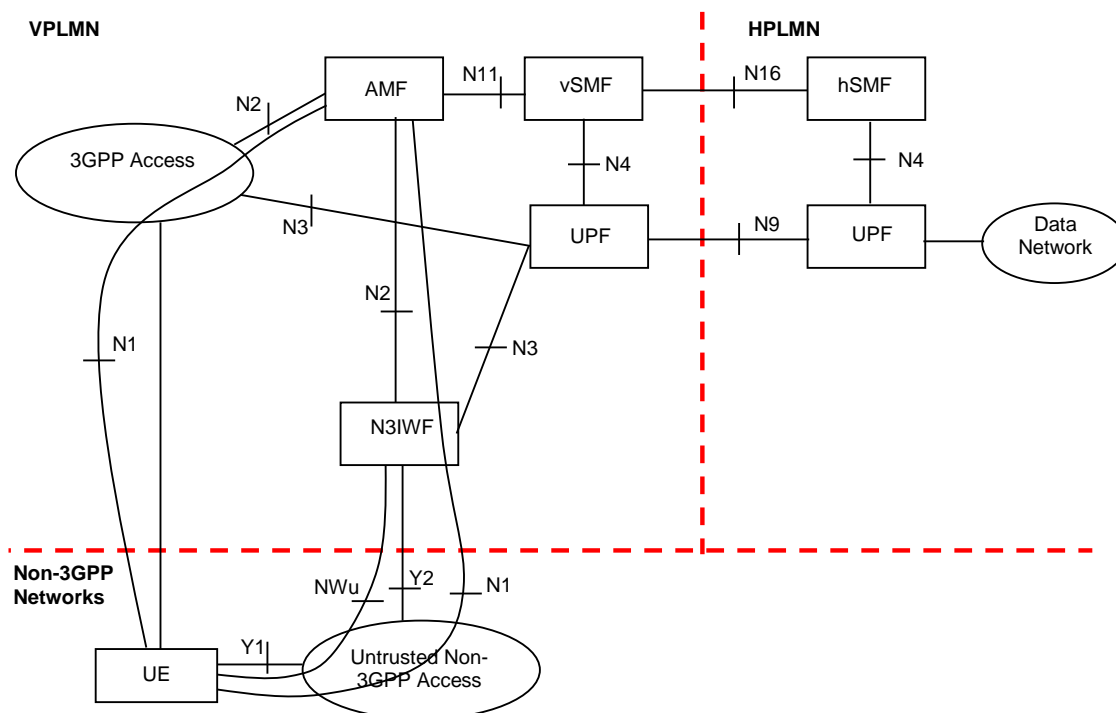 VPLMN
HPLMN
AMF
N11
vSMF
N16
hSMF
N2
3GPP Access
N4
N4
N3
UPF
N9
UPF
Data
Network
N2
N1
N3
N3IWF
Non-3GPP
Networks
NWu
Y2
N1
Y1
UE
Untrusted Non-
3GPP Access